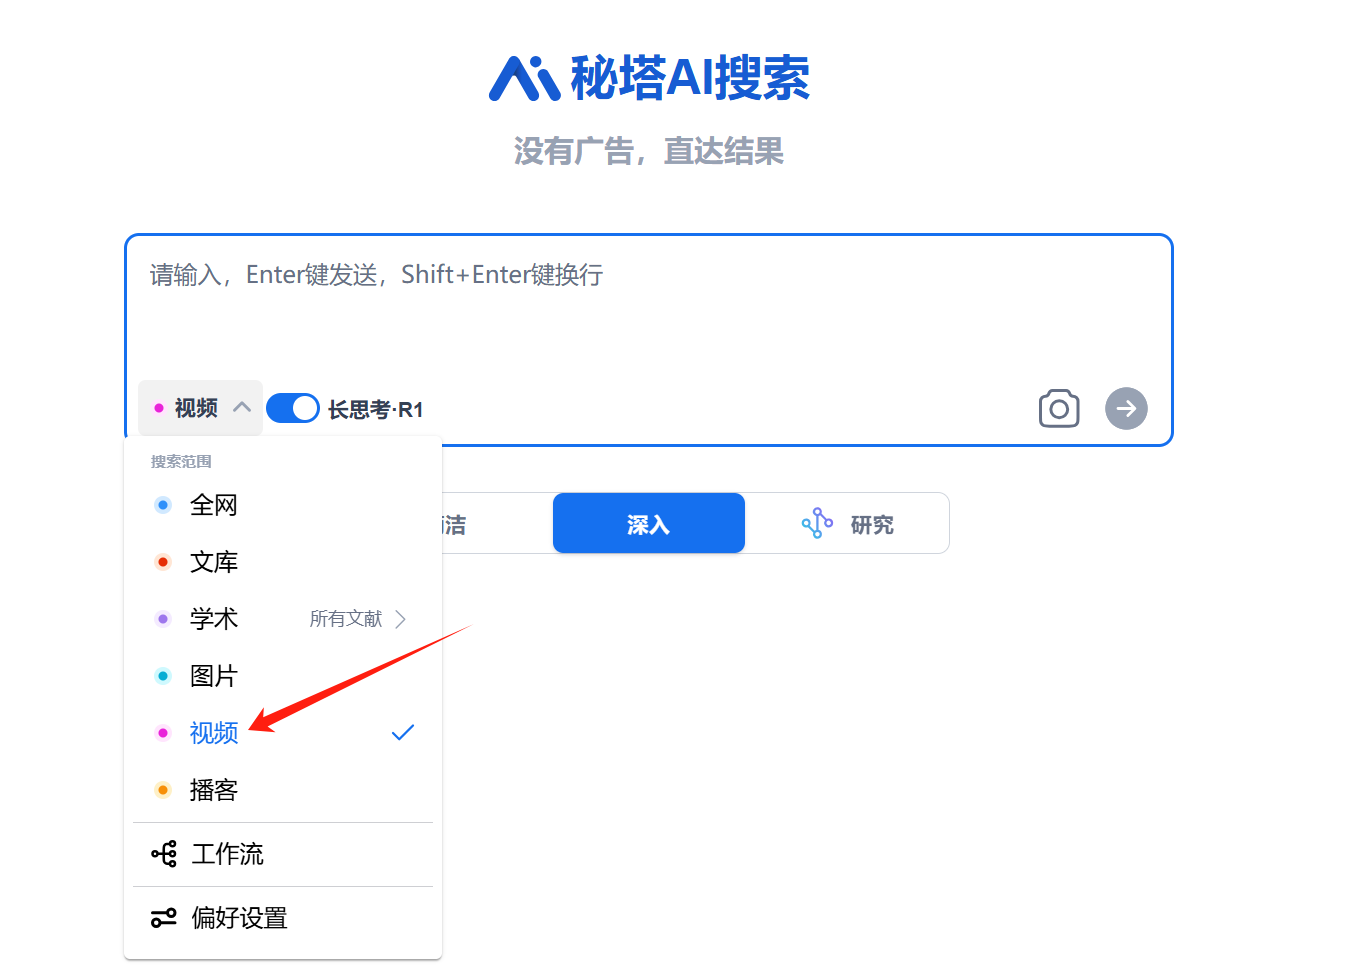 秘塔AI搜索
没有广告，直达结果
请输入，Enter键发送，Shift+Enter键换行
视频 长思考·R1
搜索范围
全网
洁 深入 研究
文库
学术 所有文献
图片
视频
播客
工作流
偏好设置